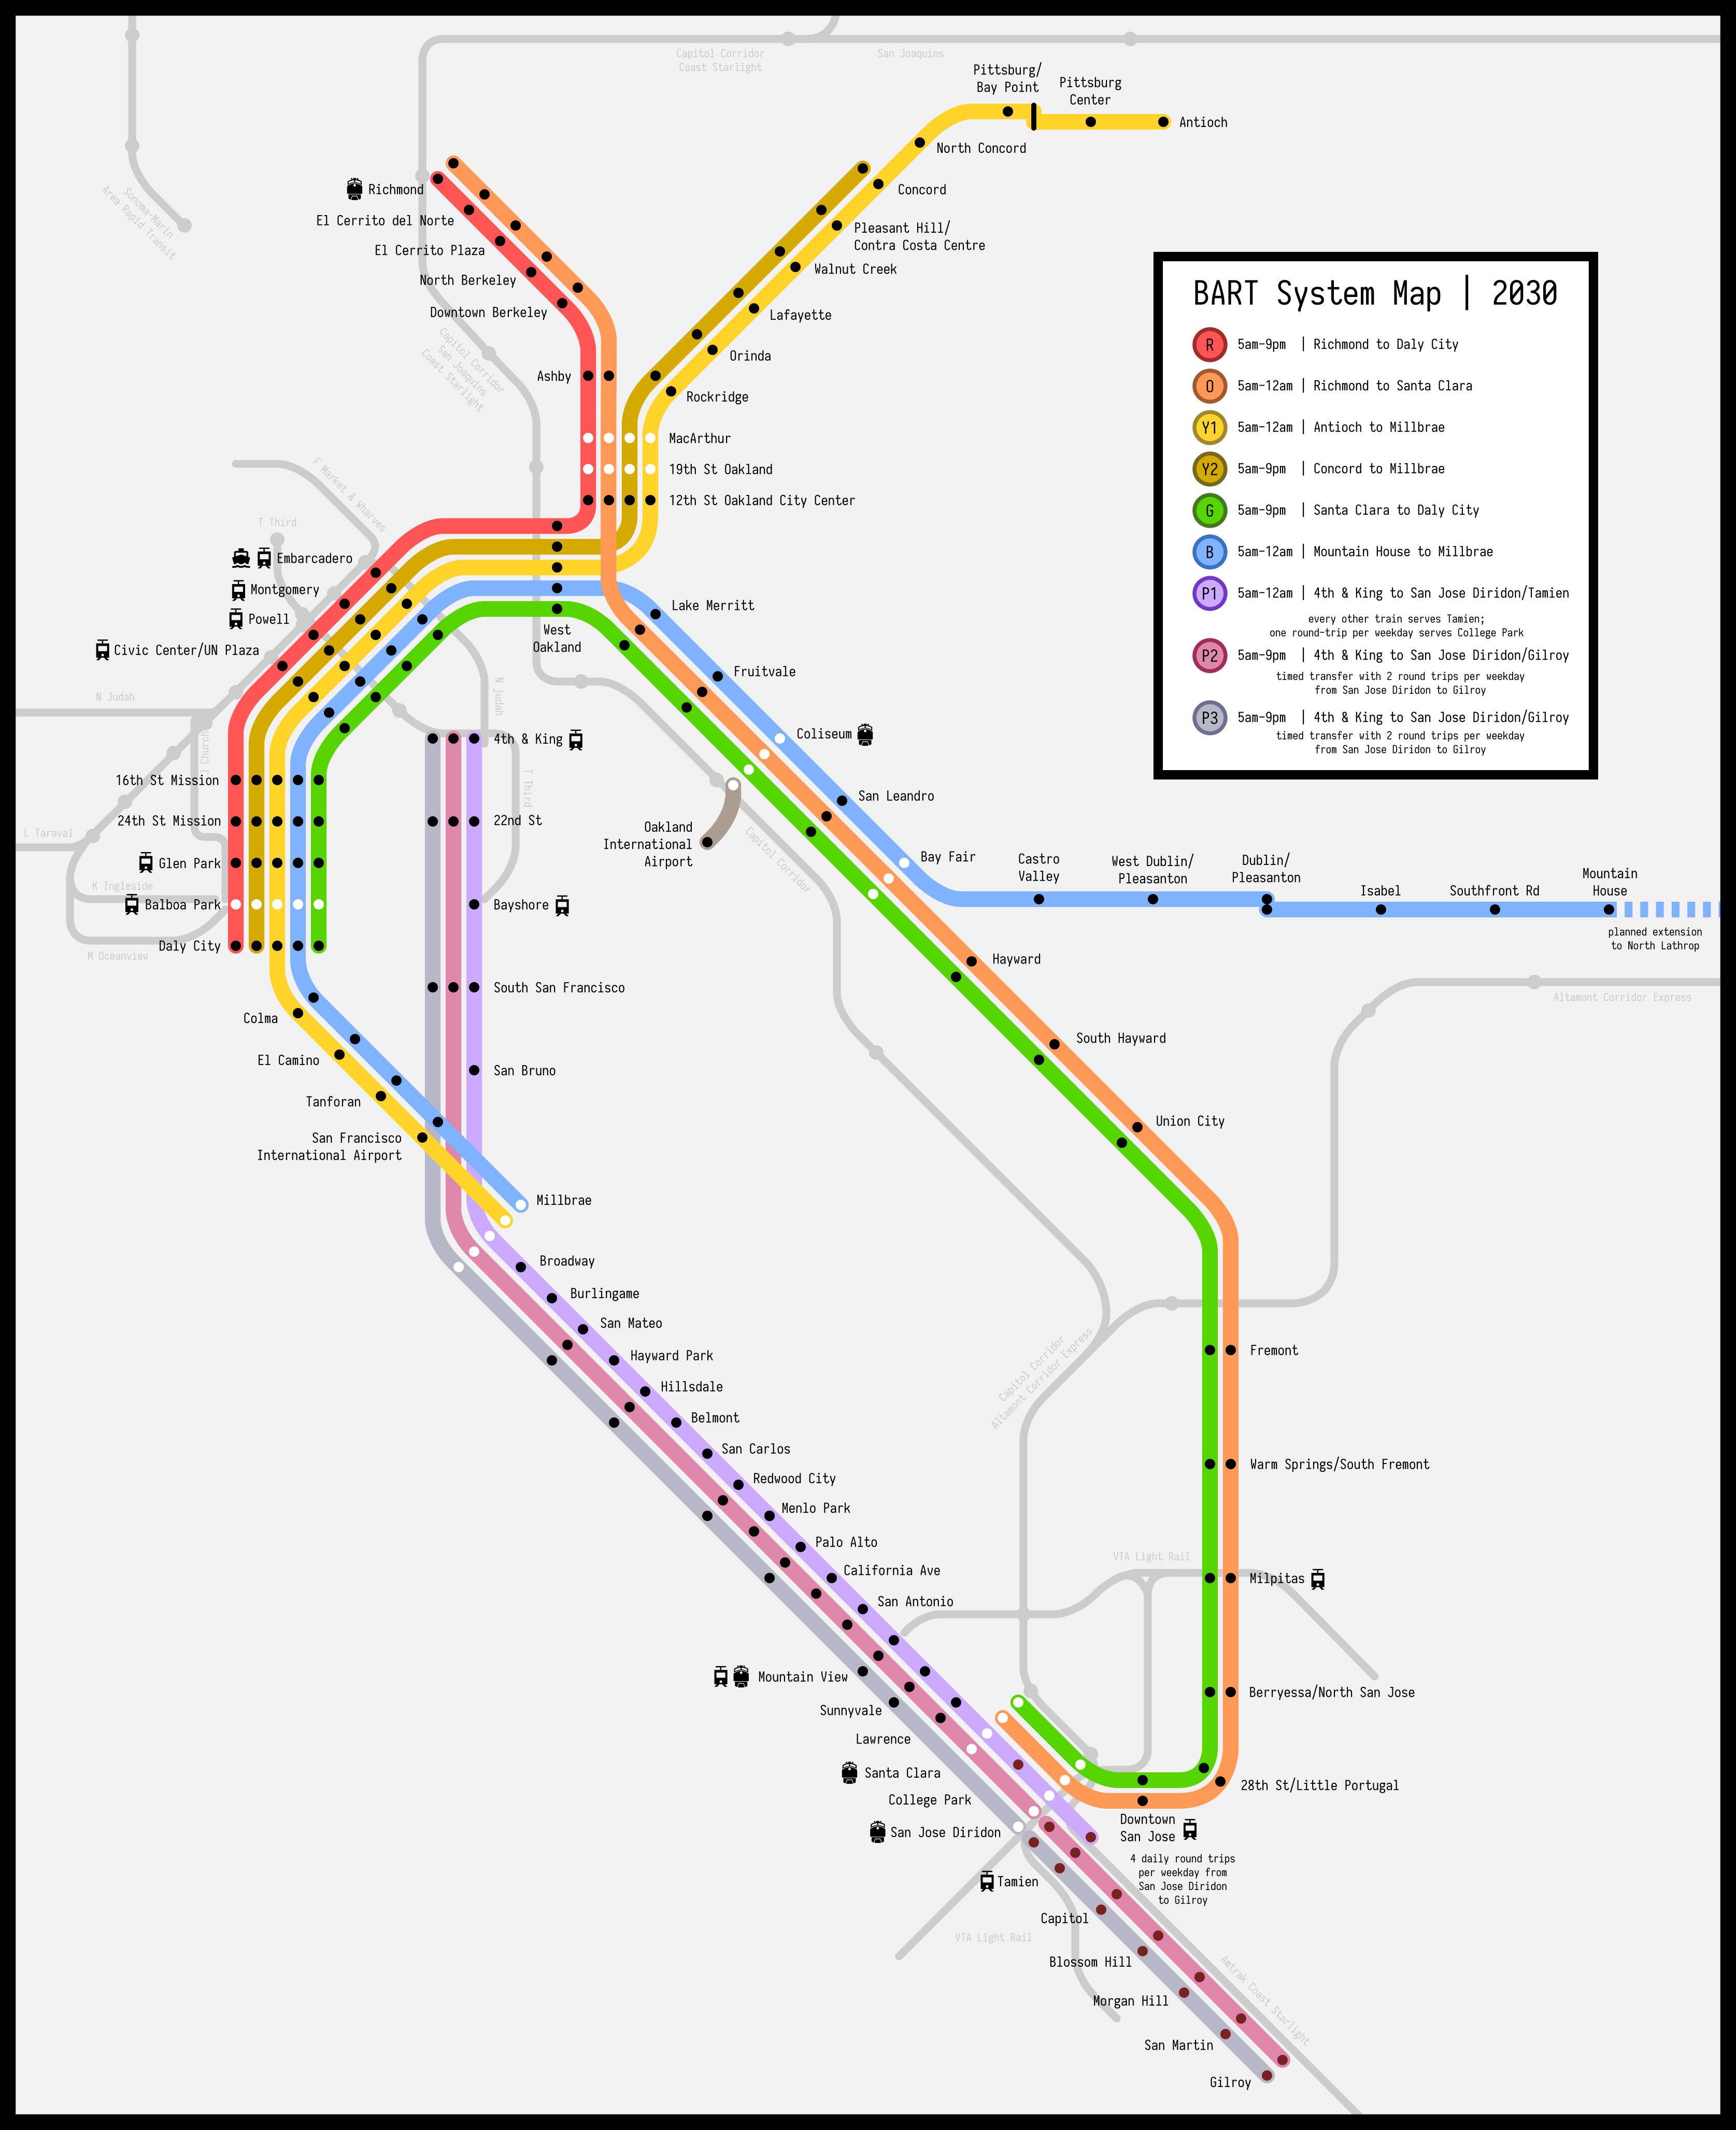 Capitol Corridor
Coast Starlight
San Joaquins
Pittsburg/
Bay Point
Pittsburg
Center
Antioch
North Concord
Sonoma-Marin
Area Rapid Transit
Richmond
Concord
El Cerrito del Norte
Pleasant Hill/
Contra Costa Centre
El Cerrito Plaza
Walnut Creek
North Berkeley
Lafayette
Downtown Berkeley
Capitol Corridor
San Joaquins
Coast Starlight
Orinda
Ashby
Rockridge
MacArthur
19th St Oakland
12th St Oakland City Center
BART System Map | 2030
R 5am-9pm | Richmond to Daly City
O 5am-12am | Richmond to Santa Clara
Y1 5am-12am | Antioch to Millbrae
Y2 5am-9pm | Concord to Millbrae
G 5am-9pm | Santa Clara to Daly City
B 5am-12am | Mountain House to Millbrae
P1 5am-12am | 4th & King to San Jose Diridon/Tamien
every other train serves Tamien;
one round-trip per weekday serves College Park
P2 5am-9pm | 4th & King to San Jose Diridon/Gilroy
timed transfer with 2 round trips per weekday
from San Jose Diridon to Gilroy
P3 5am-9pm | 4th & King to San Jose Diridon/Gilroy
timed transfer with 2 round trips per weekday
from San Jose Diridon to Gilroy
F Market & Wharves
T Third
Embarcadero
Montgomery
Powell
Civic Center/UN Plaza
N Judah
N Judah
J Church
West
Oakland
Lake Merritt
Fruitvale
Coliseum
4th & King
16th St Mission
24th St Mission
22nd St
T Third
L Taraval
Glen Park
K Ingleside
Balboa Park
Bayshore
Daly City
M Oceanview
San Leandro
Oakland
International
Airport
Capitol Corridor
Bay Fair
Castro
Valley
West Dublin/
Pleasanton
Dublin/
Pleasanton
Isabel
Southfront Rd
Mountain
House
planned extension
to North Lathrop
Hayward
South San Francisco
Altamont Corridor Express
Colma
El Camino
South Hayward
San Bruno
Tanforan
Union City
San Francisco
International Airport
Millbrae
Broadway
Burlingame
San Mateo
Hayward Park
Hillsdale
Belmont
San Carlos
Redwood City
Menlo Park
Palo Alto
California Ave
San Antonio
Capitol Corridor
Altamont Corridor Express
Fremont
Warm Springs/South Fremont
VTA Light Rail
Milpitas
Mountain View
Sunnyvale
Lawrence
Berryessa/North San Jose
Santa Clara
College Park
San Jose Diridon
28th St/Little Portugal
Downtown
San Jose
4 daily round trips
per weekday from
San Jose Diridon
to Gilroy
Tamien
Capitol
VTA Light Rail
Blossom Hill
Morgan Hill
San Martin
Gilroy
Amtrak Coast Starlight